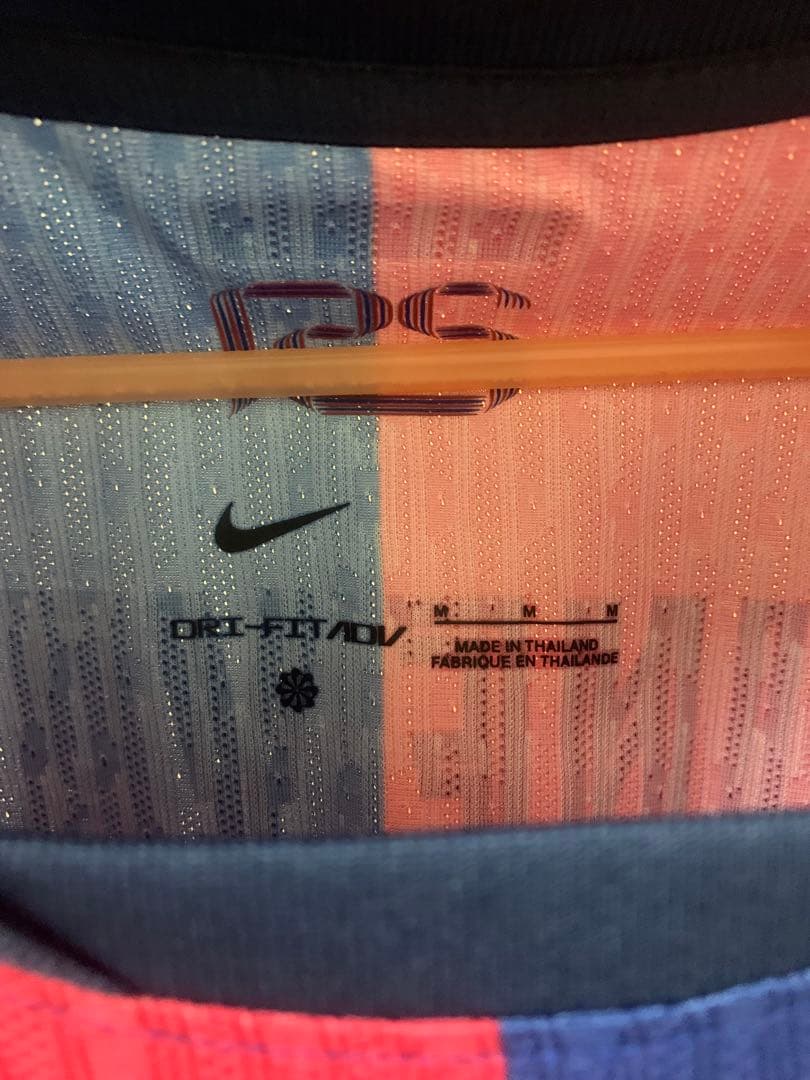 DRI-FIT ADV
M M M
MADE IN THAILAND
FABRIQUE EN THAILANDE